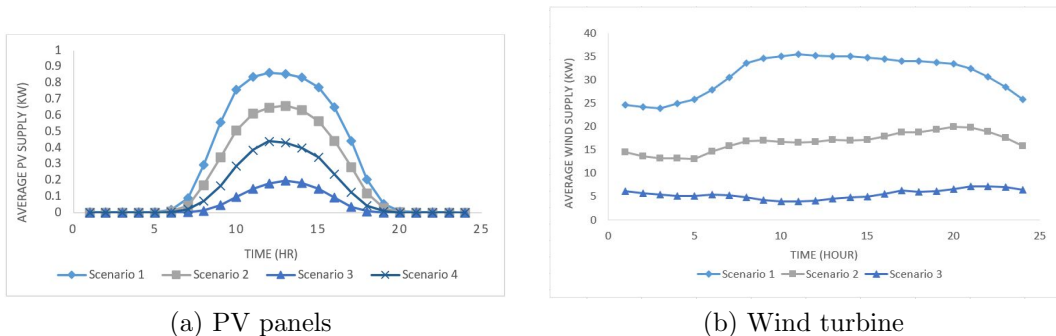 1
0.9
0.8
0.7
0.6
0.5
0.4
0.3
0.2
0.1
0
AVERAGE PV SUPPLY (KW)
0 5 10 15 20 25
TIME (HR)
Scenario 1 Scenario 2 Scenario 3 Scenario 4
(a) PV panels
40
35
30
25
20
15
10
5
0
AVERAGE WIND SUPPLY (KW)
0 5 10 15 20 25
TIME (HOUR)
Scenario 1 Scenario 2 Scenario 3
(b) Wind turbine